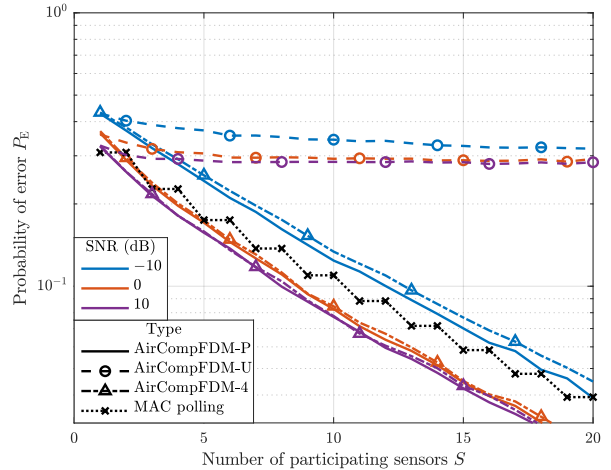 10^0
10^{-1}
Probability of error P_E
SNR (dB)
−10
0
10
Type
AirCompFDM-P
AirCompFDM-U
AirCompFDM-4
MAC polling
0 5 10 15 20
Number of participating sensors S